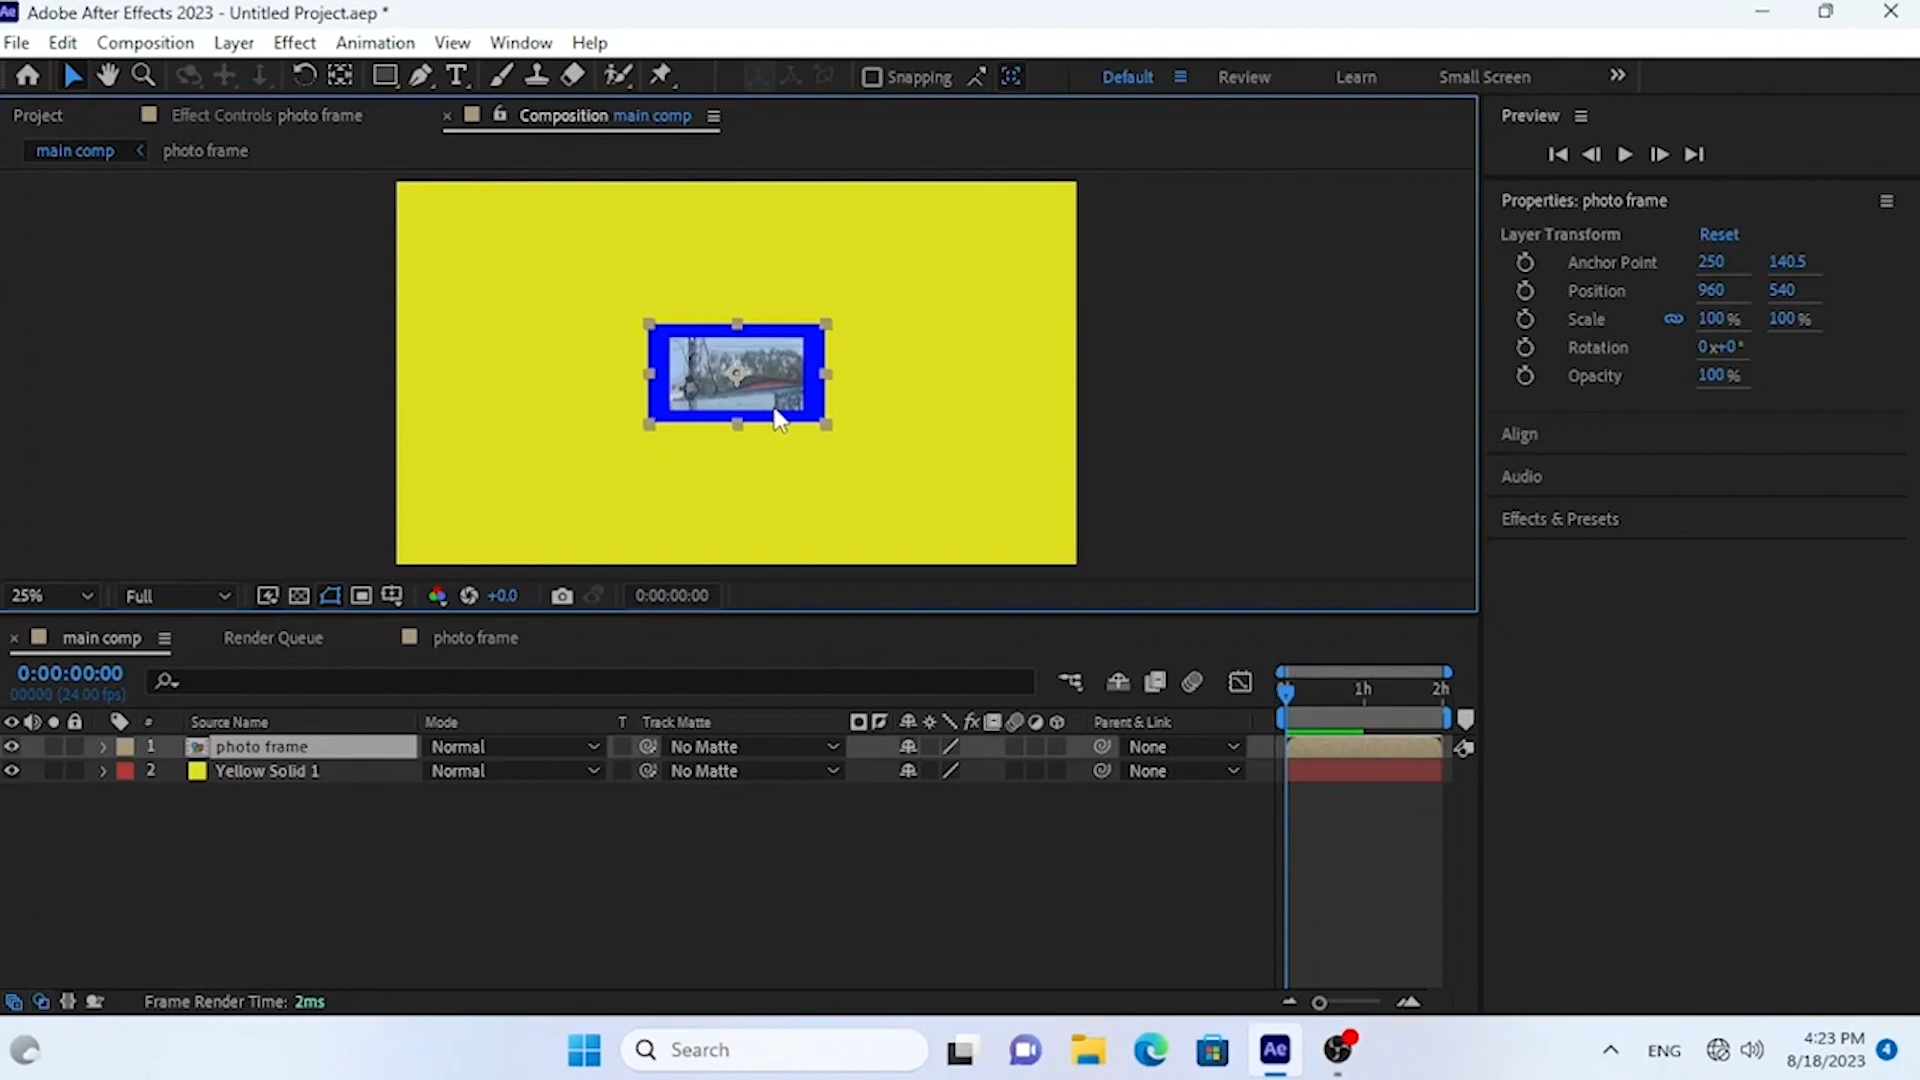 Ae Adobe After Effects 2023 - Untitled Project.aep *
File Edit Composition Layer Effect Animation View Window Help
Snapping Default Review Learn Small Screen
Project Effect Controls photo frame Composition main comp
main comp photo frame
Preview
Properties: photo frame
Layer Transform Reset
Anchor Point 250 140.5
Position 960 540
Scale 100 % 100 %
Rotation 0x+0°
Opacity 100 %
Align
Audio
Effects & Presets
25% Full +0.0 0:00:00:00
main comp Render Queue photo frame
0:00:00:00
00000 (24.00 fps)
1h 2h
# Source Name Mode T Track Matte fx Parent & Link
1 photo frame Normal No Matte None
2 Yellow Solid 1 Normal No Matte None
Frame Render Time: 2ms
Search Ae ENG 4:23 PM
8/18/2023 4